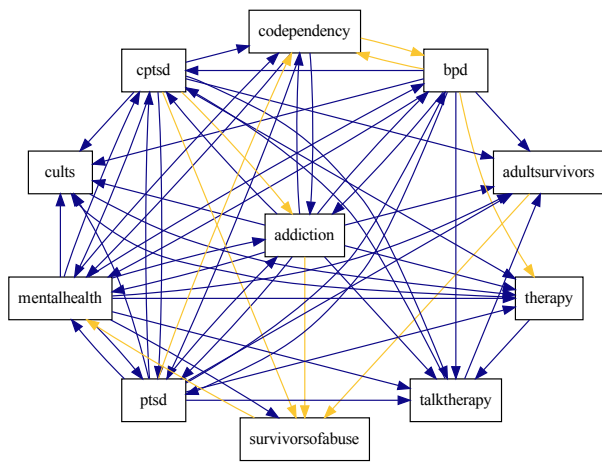 codependency
cptsd
bpd
cults
adultsurvivors
addiction
mentalhealth
therapy
ptsd
talktherapy
survivorsofabuse